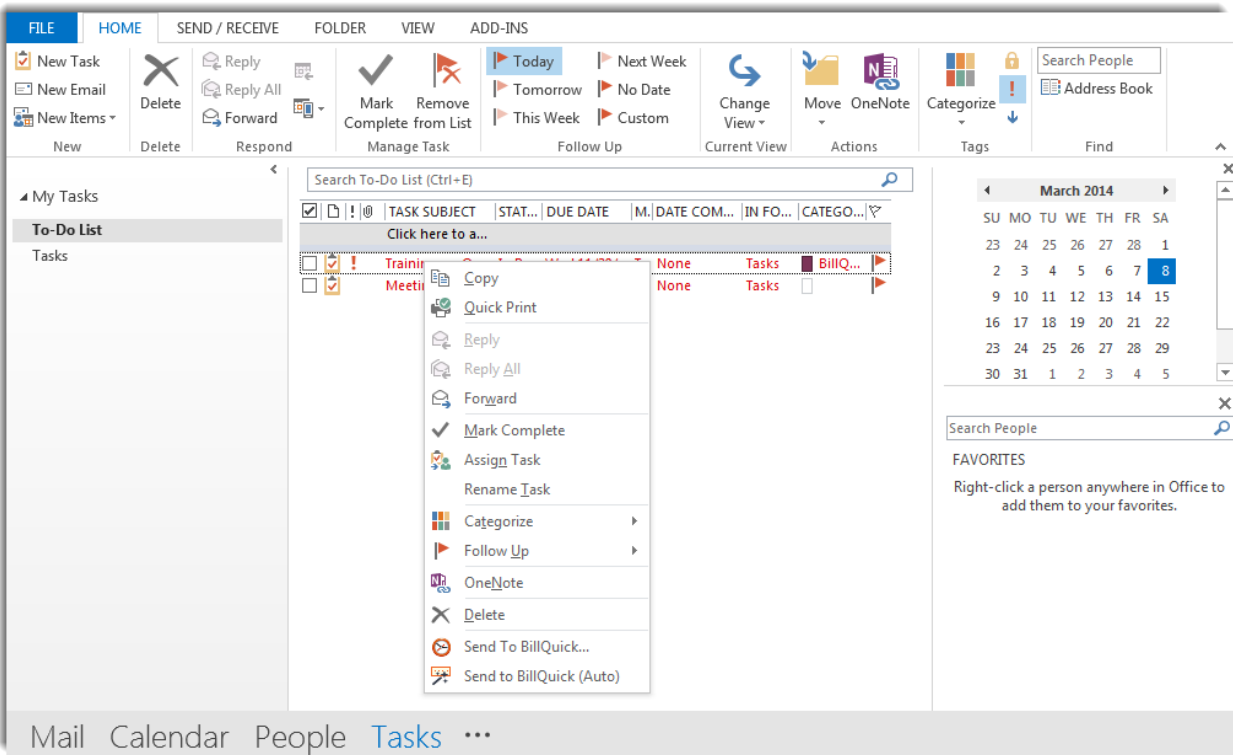 FILE HOME SEND / RECEIVE FOLDER VIEW ADD-INS
New Task
New Email
New Items
New
Delete
Delete
Reply
Reply All
Forward
Respond
Mark Complete
Remove from List
Manage Task
Today
Tomorrow
This Week
Next Week
No Date
Custom
Follow Up
Change View
Current View
Move
OneNote
Actions
Categorize
Tags
Search People
Address Book
Find
My Tasks
To-Do List
Tasks
Search To-Do List (Ctrl+E)
! TASK SUBJECT STAT... DUE DATE M. DATE COM... IN FO... CATEGO...
Click here to a...
None Tasks BillQ...
None Tasks
Copy
Quick Print
Reply
Reply All
Forward
Mark Complete
Assign Task
Rename Task
Categorize
Follow Up
OneNote
Delete
Send To BillQuick...
Send to BillQuick (Auto)
March 2014
SU MO TU WE TH FR SA
23 24 25 26 27 28 1
2 3 4 5 6 7 8
9 10 11 12 13 14 15
16 17 18 19 20 21 22
23 24 25 26 27 28 29
30 31 1 2 3 4 5
Search People
FAVORITES
Right-click a person anywhere in Office to
add them to your favorites.
Mail Calendar People Tasks ...